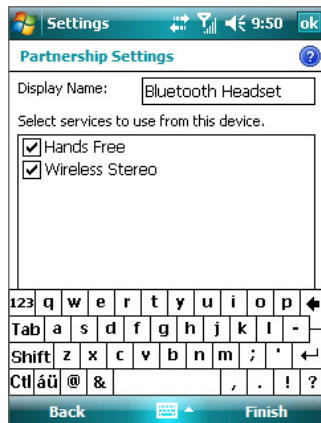 Settings 9:50 ok
Partnership Settings ?
Display Name: Bluetooth Headset
Select services to use from this device.
Hands Free
Wireless Stereo
123 q w e r t y u i o p
Tab a s d f g h j k l -
Shift z x c v b n m ; '
Ctl áü @ & , . ! ?
Back Finish